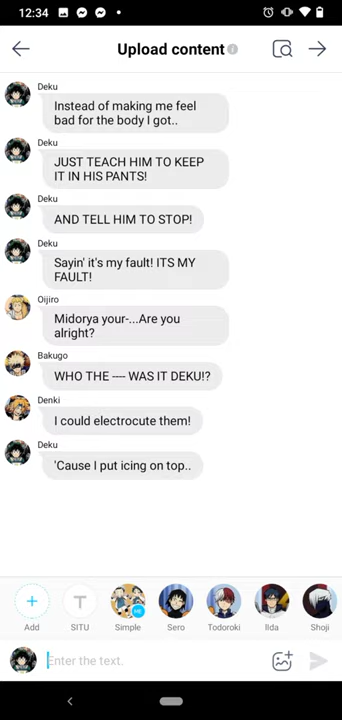 12:34
Upload content
Deku
Instead of making me feel
bad for the body I got..
Deku
JUST TEACH HIM TO KEEP
IT IN HIS PANTS!
Deku
AND TELL HIM TO STOP!
Deku
Sayin' it's my fault! ITS MY
FAULT!
Oijiro
Midorya your-...Are you
alright?
Bakugo
WHO THE ---- WAS IT DEKU!?
Denki
I could electrocute them!
Deku
'Cause I put icing on top..
ME
Add
SITU
Simple
Sero
Todoroki
IIda
Shoji
Enter the text.